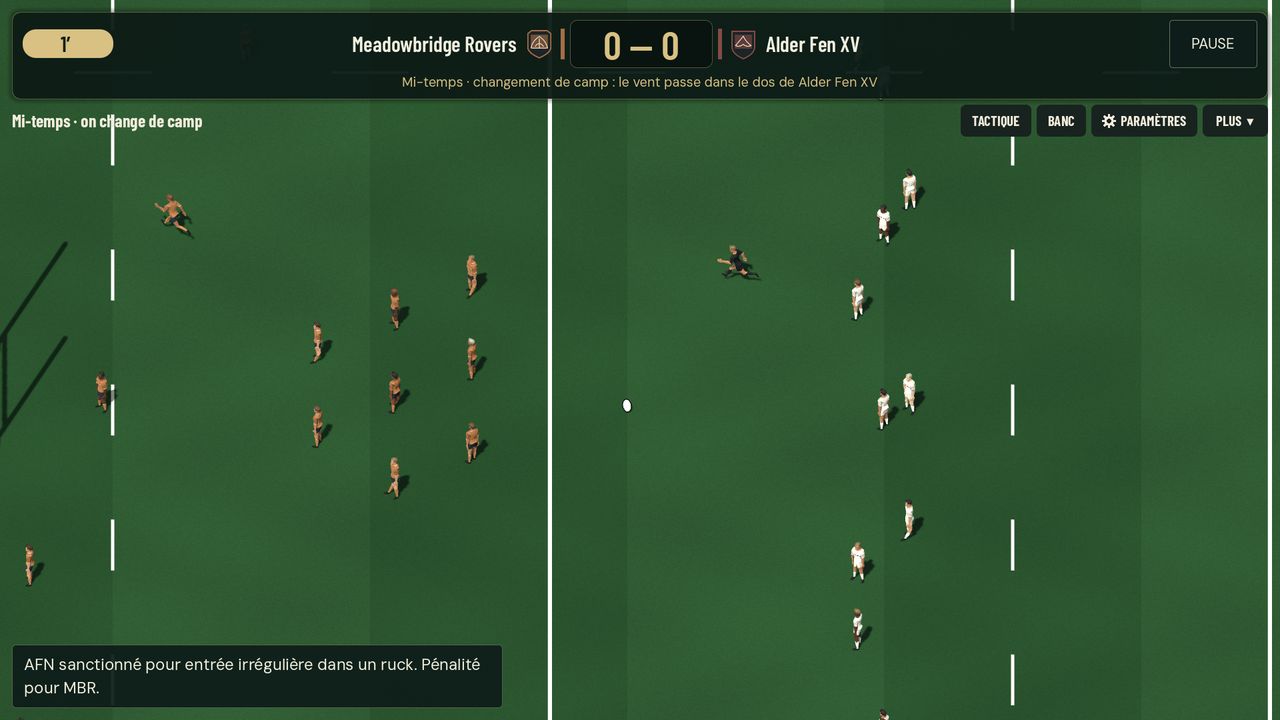 1’
Meadowbridge Rovers 0 – 0 Alder Fen XV
PAUSE
Mi-temps · changement de camp : le vent passe dans le dos de Alder Fen XV
Mi-temps · on change de camp
TACTIQUE BANC PARAMÈTRES PLUS ▾
AFN sanctionné pour entrée irrégulière dans un ruck. Pénalité
pour MBR.